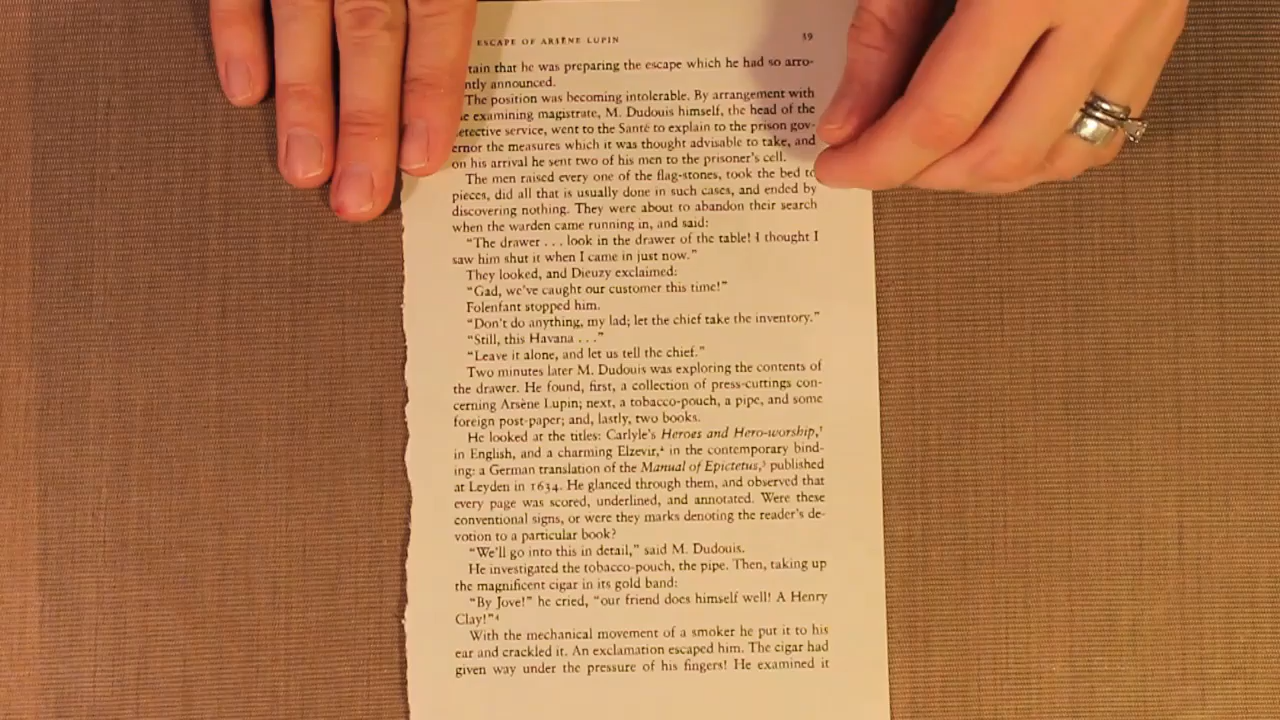 ESCAPE OF ARSÈNE LUPIN 39
tain that he was preparing the escape which he had so arro-
ntly announced.
The position was becoming intolerable. By arrangement with
e examining magistrate, M. Dudouis himself, the head of the
etective service, went to the Santé to explain to the prison gov-
ernor the measures which it was thought advisable to take, and
on his arrival he sent two of his men to the prisoner's cell.
The men raised every one of the flag-stones, took the bed to
pieces, did all that is usually done in such cases, and ended by
discovering nothing. They were about to abandon their search
when the warden came running in, and said:
"The drawer . . . look in the drawer of the table! I thought I
saw him shut it when I came in just now."
They looked, and Dieuzy exclaimed:
"Gad, we've caught our customer this time!"
Folenfant stopped him.
"Don't do anything, my lad; let the chief take the inventory."
"Still, this Havana . . ."
"Leave it alone, and let us tell the chief."
Two minutes later M. Dudouis was exploring the contents of
the drawer. He found, first, a collection of press-cuttings con-
cerning Arsène Lupin; next, a tobacco-pouch, a pipe, and some
foreign post-paper; and, lastly, two books.
He looked at the titles: Carlyle's Heroes and Hero-worship,
in English, and a charming Elzevir, in the contemporary bind-
ing: a German translation of the Manual of Epictetus,³ published
at Leyden in 1634. He glanced through them, and observed that
every page was scored, underlined, and annotated. Were these
conventional signs, or were they marks denoting the reader's de-
votion to a particular book?
"We'll go into this in detail," said M. Dudouis.
He investigated the tobacco-pouch, the pipe. Then, taking up
the magnificent cigar in its gold band:
"By Jove!" he cried, "our friend does himself well! A Henry
Clay!"⁴
With the mechanical movement of a smoker he put it to his
ear and crackled it. An exclamation escaped him. The cigar had
given way under the pressure of his fingers! He examined it